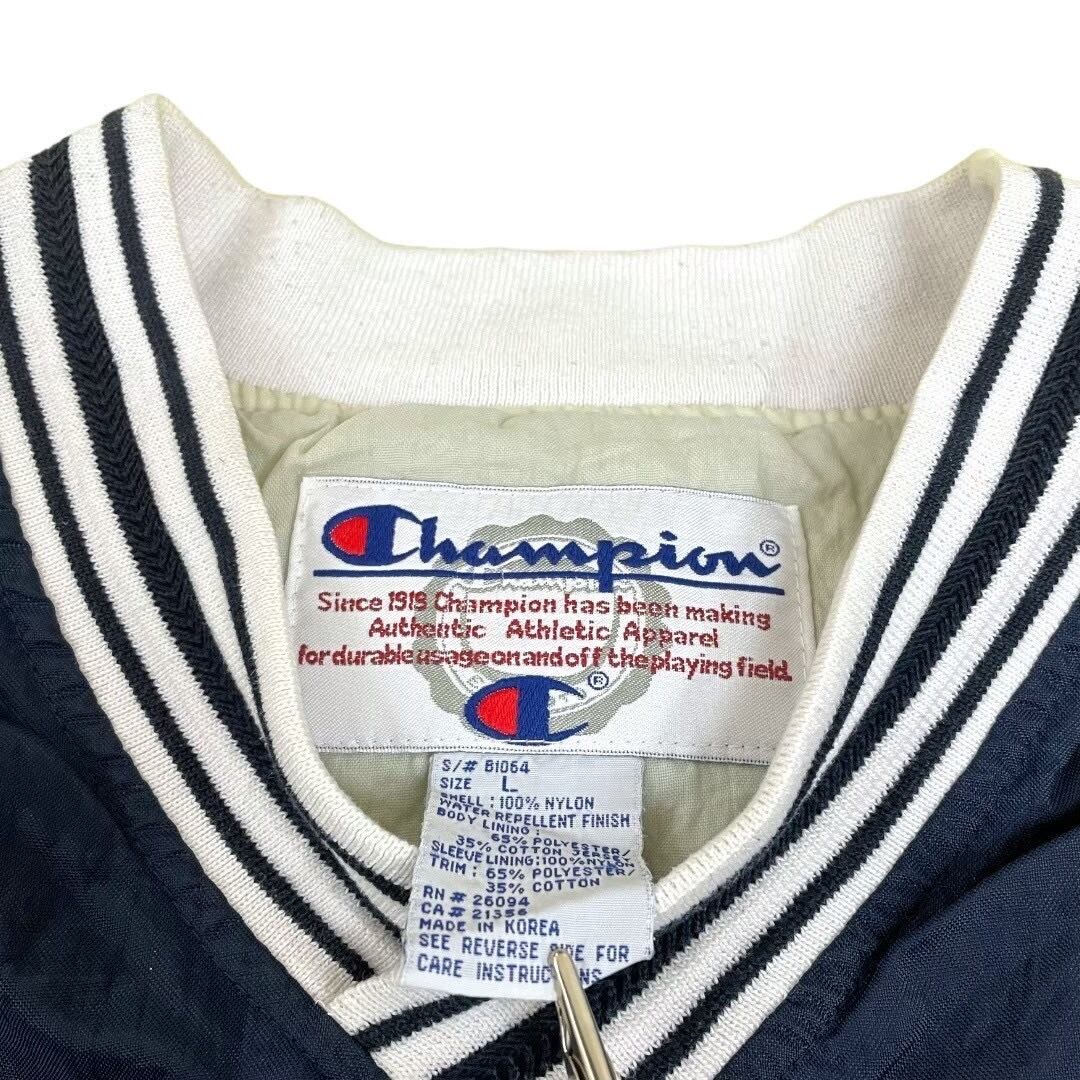 Champion®
Since 1919 Champion has been making
Authentic Athletic Apparel
for durable usage on and off the playing field.
®
S/# B1064
SIZE L
SHELL : 100% NYLON
WATER REPELLENT FINISH
BODY LINING :
65% POLYESTER/
35% COTTON JERSEY
SLEEVE LINING : 100% NYLON
TRIM : 65% POLYESTER/
35% COTTON
RN # 26094
CA # 21356
MADE IN KOREA
SEE REVERSE SIDE FOR
CARE INSTRUCTIONS